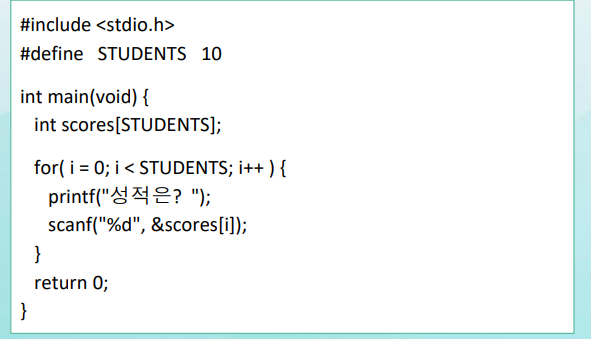 #include <stdio.h>
#define STUDENTS 10
int main(void) {
int scores[STUDENTS];
for( i = 0; i < STUDENTS; i++ ) {
printf("성적은? ");
scanf("%d", &scores[i]);
}
return 0;
}